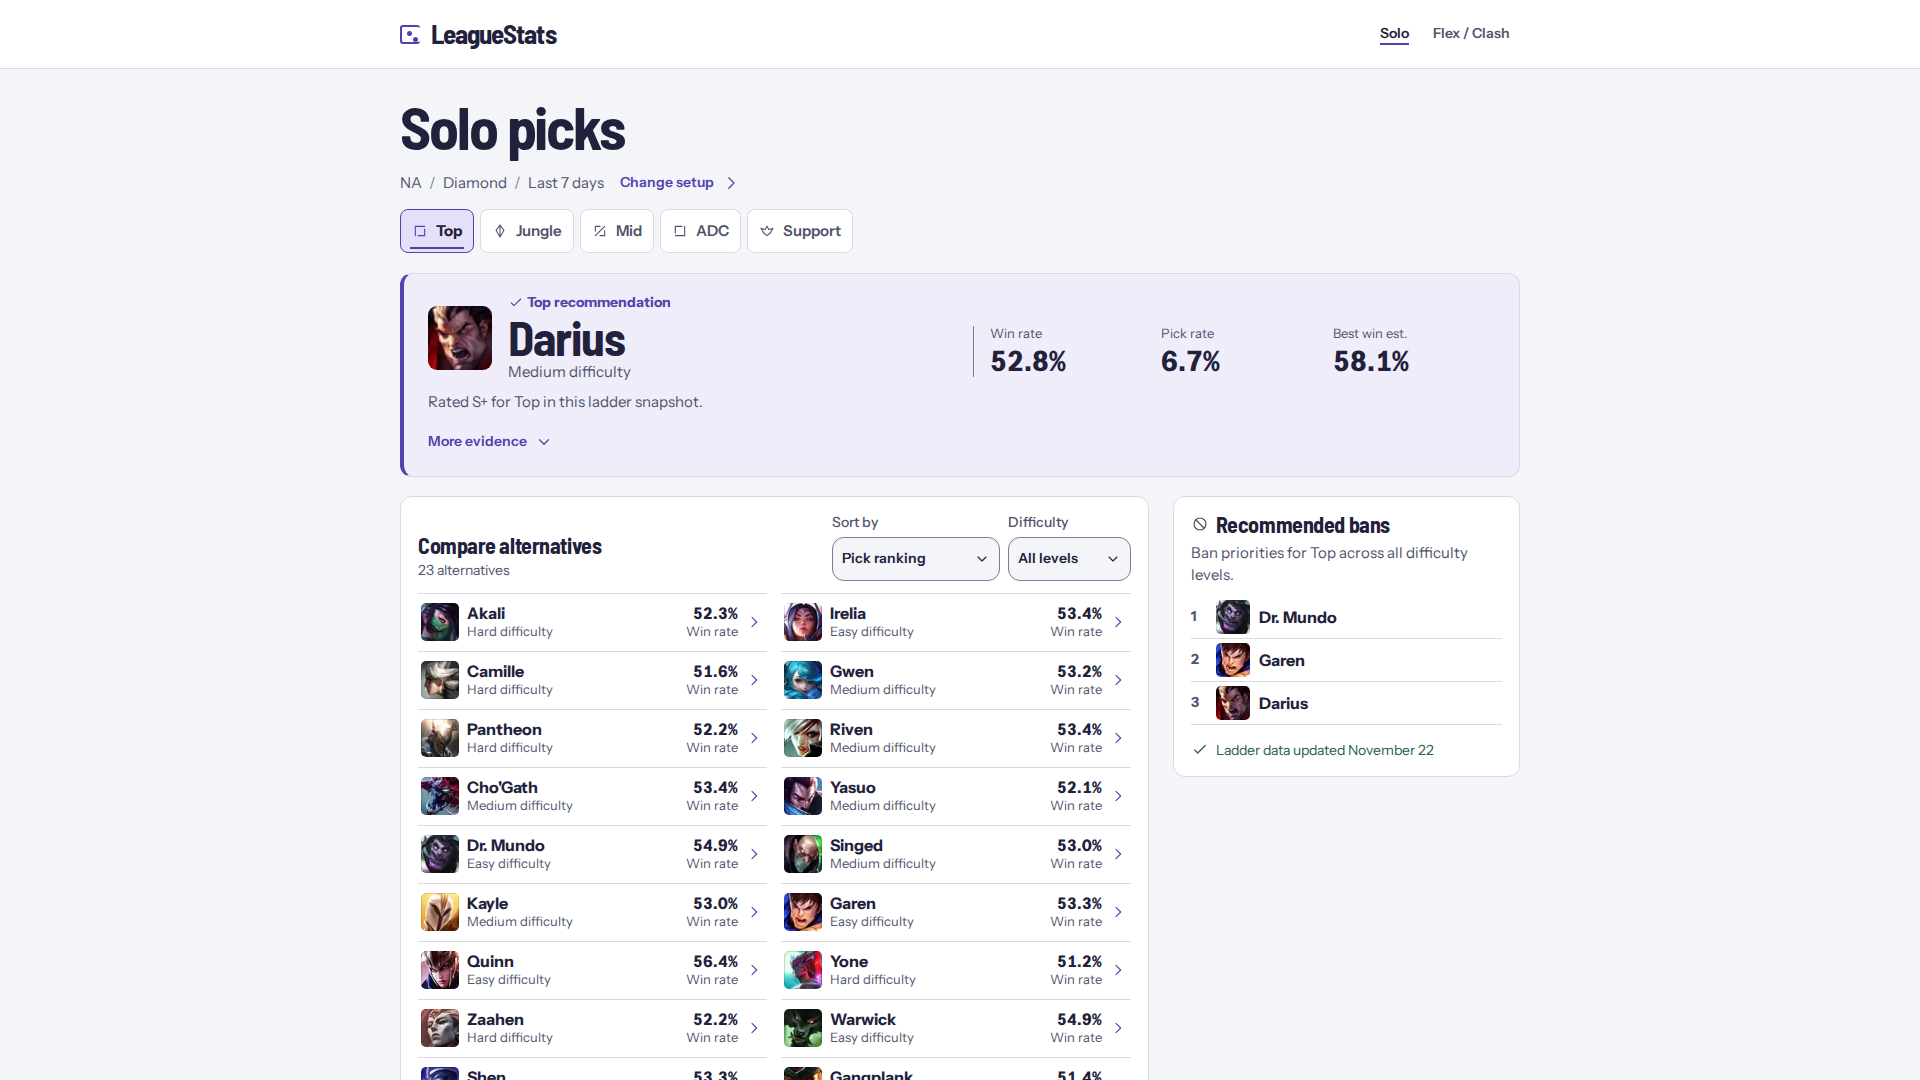 LeagueStats
Solo
Flex / Clash
Solo picks
NA / Diamond / Last 7 days Change setup
Top
Jungle
Mid
ADC
Support
Top recommendation
Darius
Medium difficulty
Win rate
52.8%
Pick rate
6.7%
Best win est.
58.1%
Rated S+ for Top in this ladder snapshot.
More evidence
Compare alternatives
23 alternatives
Sort by
Pick ranking
Difficulty
All levels
Akali
Hard difficulty
52.3%
Win rate
Irelia
Easy difficulty
53.4%
Win rate
Camille
Hard difficulty
51.6%
Win rate
Gwen
Medium difficulty
53.2%
Win rate
Pantheon
Hard difficulty
52.2%
Win rate
Riven
Medium difficulty
53.4%
Win rate
Cho'Gath
Medium difficulty
53.4%
Win rate
Yasuo
Medium difficulty
52.1%
Win rate
Dr. Mundo
Easy difficulty
54.9%
Win rate
Singed
Medium difficulty
53.0%
Win rate
Kayle
Medium difficulty
53.0%
Win rate
Garen
Easy difficulty
53.3%
Win rate
Quinn
Easy difficulty
56.4%
Win rate
Yone
Hard difficulty
51.2%
Win rate
Zaahen
Hard difficulty
52.2%
Win rate
Warwick
Easy difficulty
54.9%
Win rate
Shen
53.3%
Gangplank
51.4%
Recommended bans
Ban priorities for Top across all difficulty
levels.
1 Dr. Mundo
2 Garen
3 Darius
Ladder data updated November 22